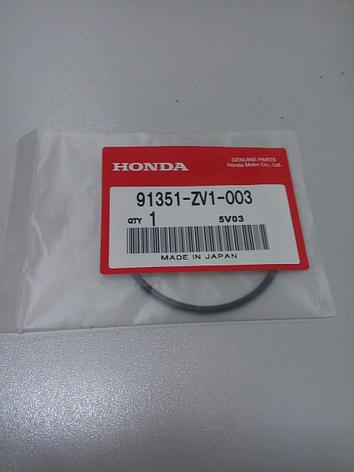 HONDA
GENUINE PARTS
Honda Motor Co., Ltd.
91351-ZV1-003
QTY 1 5V03
MADE IN JAPAN